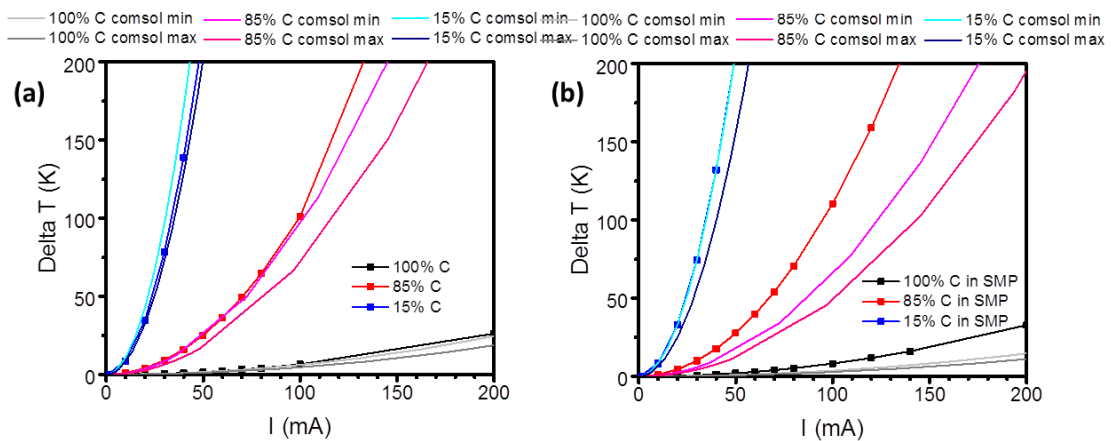 100% C comsol min 85% C comsol min 15% C comsol min 100% C comsol min 85% C comsol min 15% C comsol min
100% C comsol max 85% C comsol max 15% C comsol max 100% C comsol max 85% C comsol max 15% C comsol max
(a)
200
150
100
50
0
Delta T (K)
100% C
85% C
15% C
0 50 100 150 200
I (mA)
(b)
200
150
100
50
0
Delta T (K)
100% C in SMP
85% C in SMP
15% C in SMP
0 50 100 150 200
I (mA)